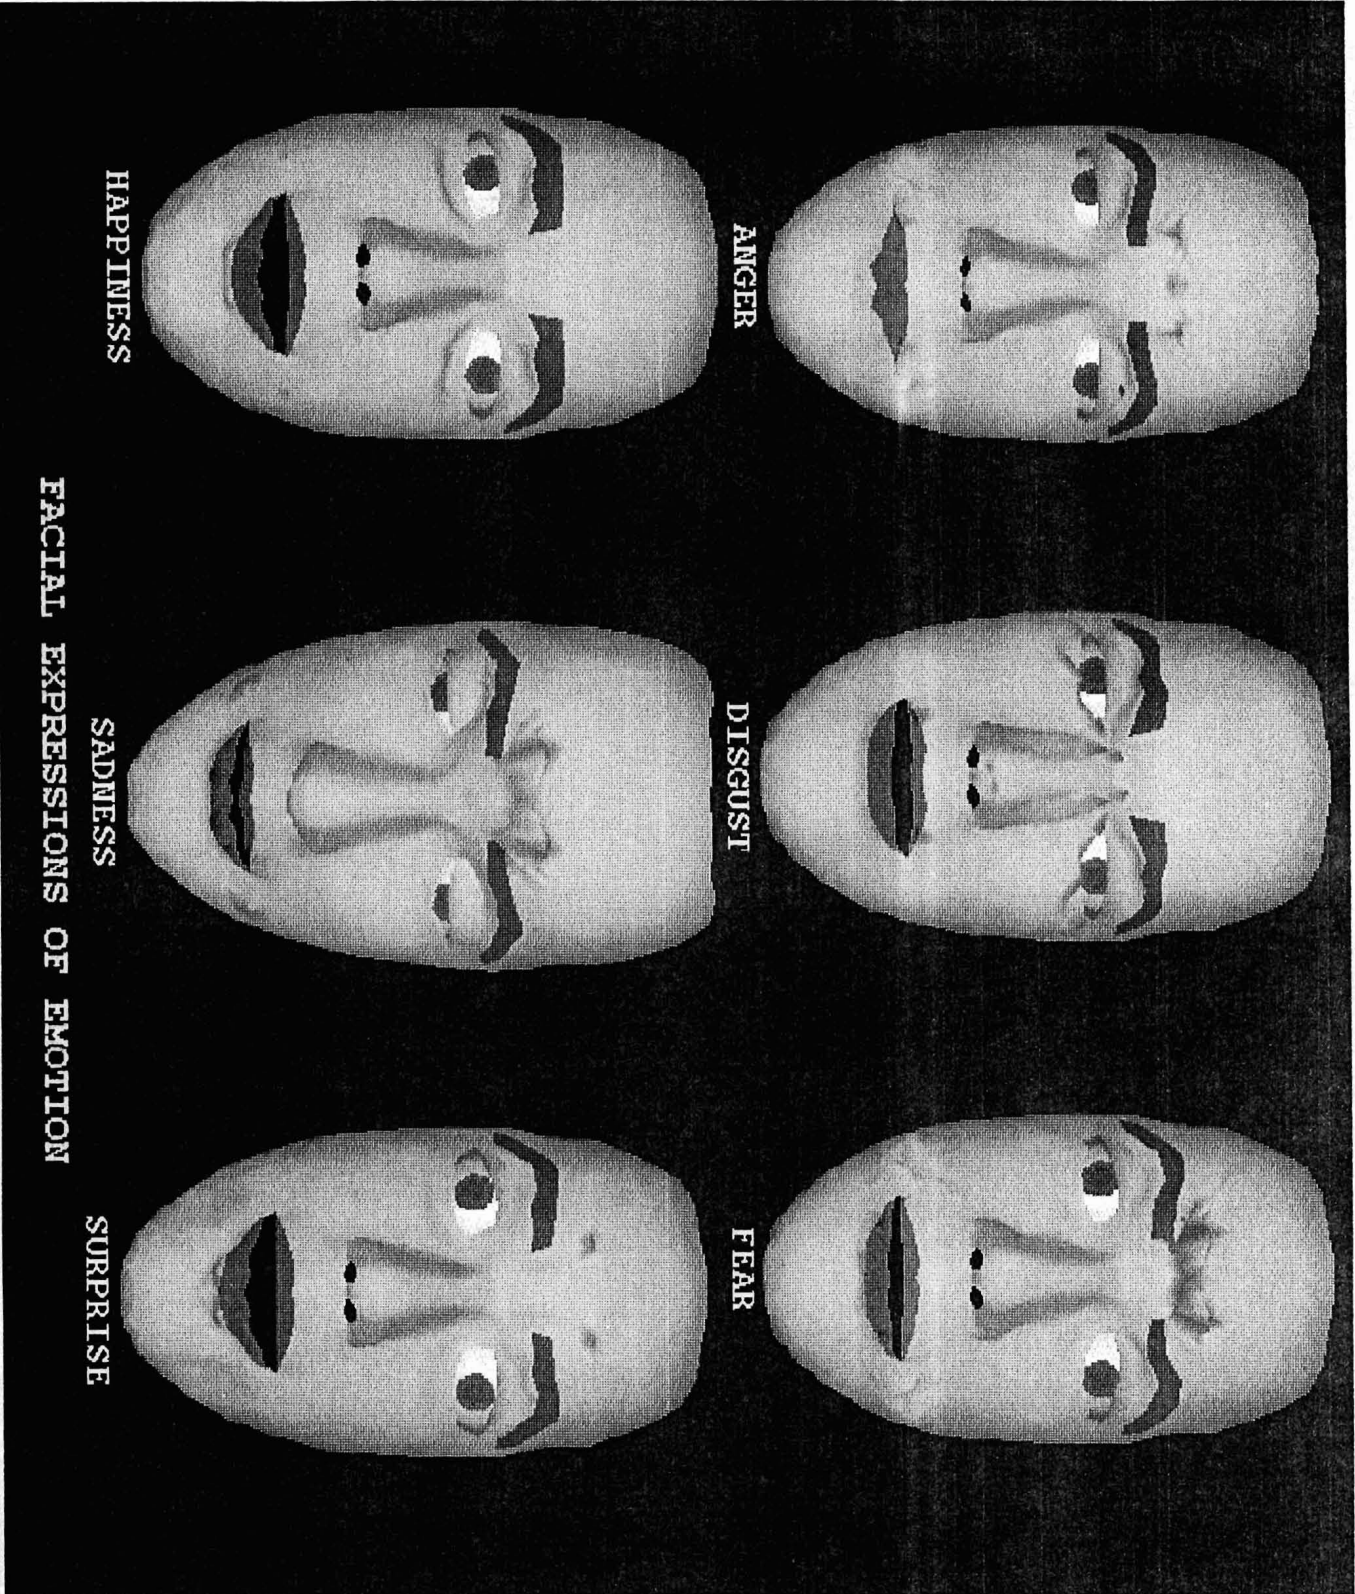 ANGER DISGUST FEAR
HAPPINESS SADNESS SURPRISE
FACIAL EXPRESSIONS OF EMOTION